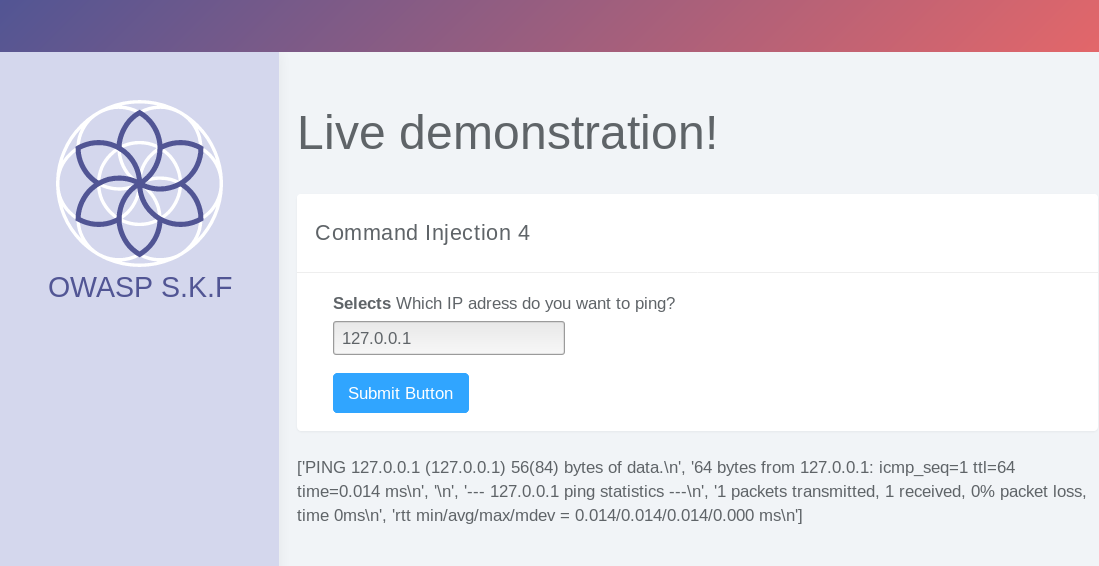 OWASP S.K.F
Live demonstration!
Command Injection 4
Selects Which IP adress do you want to ping?
127.0.0.1
Submit Button
['PING 127.0.0.1 (127.0.0.1) 56(84) bytes of data.\n', '64 bytes from 127.0.0.1: icmp_seq=1 ttl=64
time=0.014 ms\n', '\n', '--- 127.0.0.1 ping statistics ---\n', '1 packets transmitted, 1 received, 0% packet loss,
time 0ms\n', 'rtt min/avg/max/mdev = 0.014/0.014/0.014/0.000 ms\n']